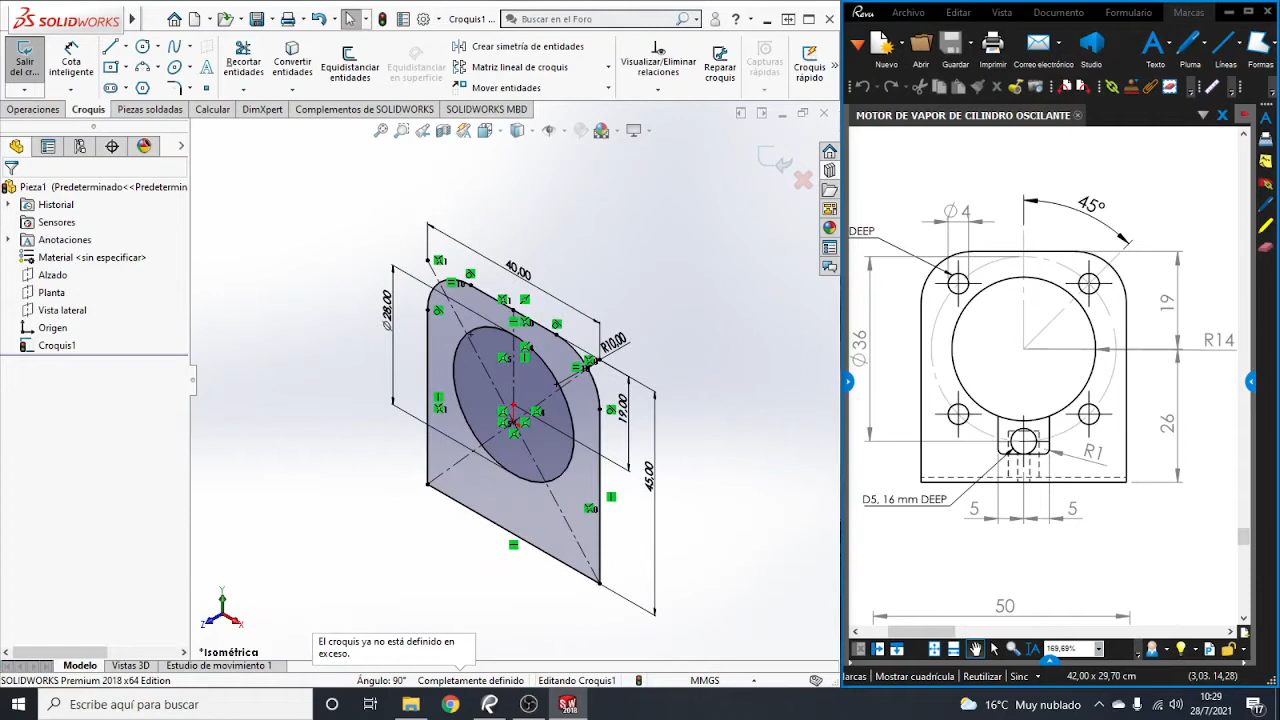 SOLIDWORKS
Croquis1 ...
Buscar en el Foro
?
Salir del cr...
Cota inteligente
Recortar entidades
Convertir entidades
Equidistanciar entidades
Equidistanciar en superficie
Crear simetría de entidades
Matriz lineal de croquis
Mover entidades
Visualizar/Eliminar relaciones
Reparar croquis
Capturas rápidas
Croquis rápido
Operaciones
Croquis
Piezas soldadas
Calcular
DimXpert
Complementos de SOLIDWORKS
SOLIDWORKS MBD
Pieza1 (Predeterminado<<Predetermin
Historial
Sensores
Anotaciones
Material <sin especificar>
Alzado
Planta
Vista lateral
Origen
Croquis1
40,00
Ø28,00
R10,00
19,00
45,00
Y
Z
X
*Isométrica
El croquis ya no está definido en exceso.
Modelo
Vistas 3D
Estudio de movimiento 1
SOLIDWORKS Premium 2018 x64 Edition
Ángulo: 90°
Completamente definido
Editando Croquis1
MMGS
Revu
Archivo
Editar
Vista
Documento
Formulario
Marcas
Nuevo
Abrir
Guardar
Imprimir
Correo electrónico
Studio
Texto
Pluma
Líneas
Formas
MOTOR DE VAPOR DE CILINDRO OSCILANTE
DEEP
Ø 4
45°
Ø 36
19
R14
26
R1
D5, 16 mm DEEP
5
5
50
169,69%
Marcas
Mostrar cuadrícula
Reutilizar
Sinc
42,00 x 29,70 cm
(3,03. 14,28)
Escribe aquí para buscar
SW
2018
16°C Muy nublado
10:29
28/7/2021
17